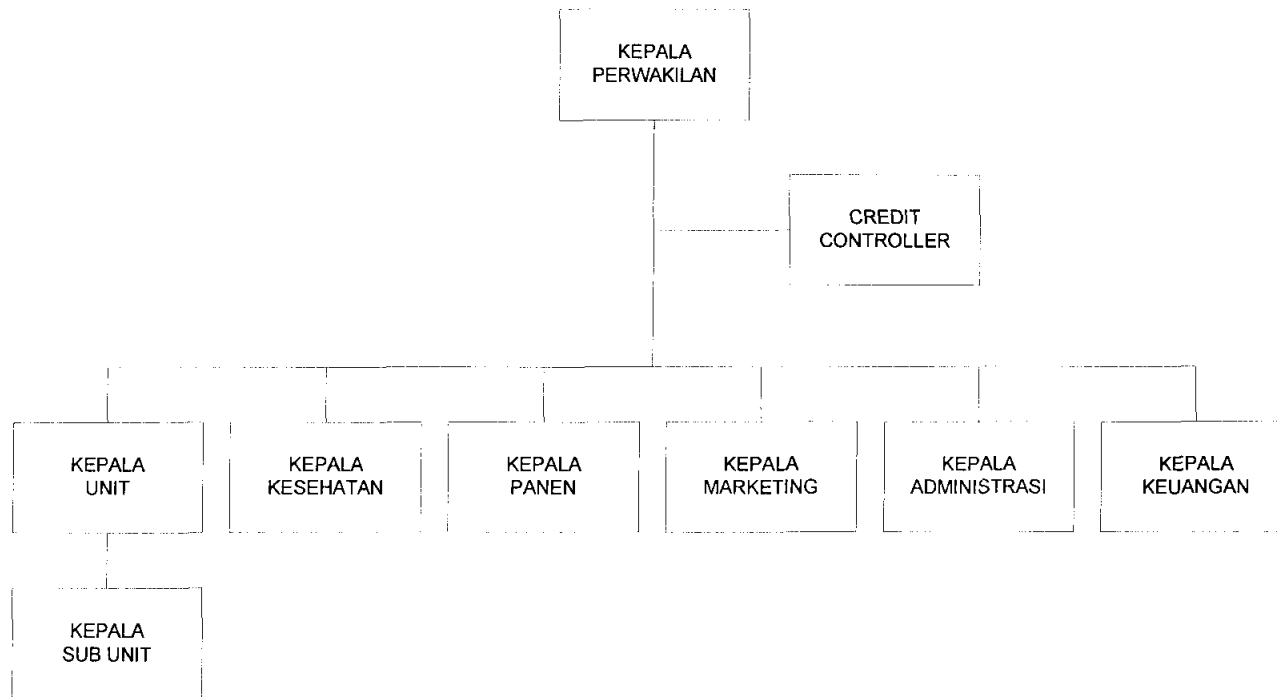 KEPALA
PERWAKILAN
CREDIT
CONTROLLER
KEPALA
UNIT
KEPALA
KESEHATAN
KEPALA
PANEN
KEPALA
MARKETING
KEPALA
ADMINISTRASI
KEPALA
KEUANGAN
KEPALA
SUB UNIT